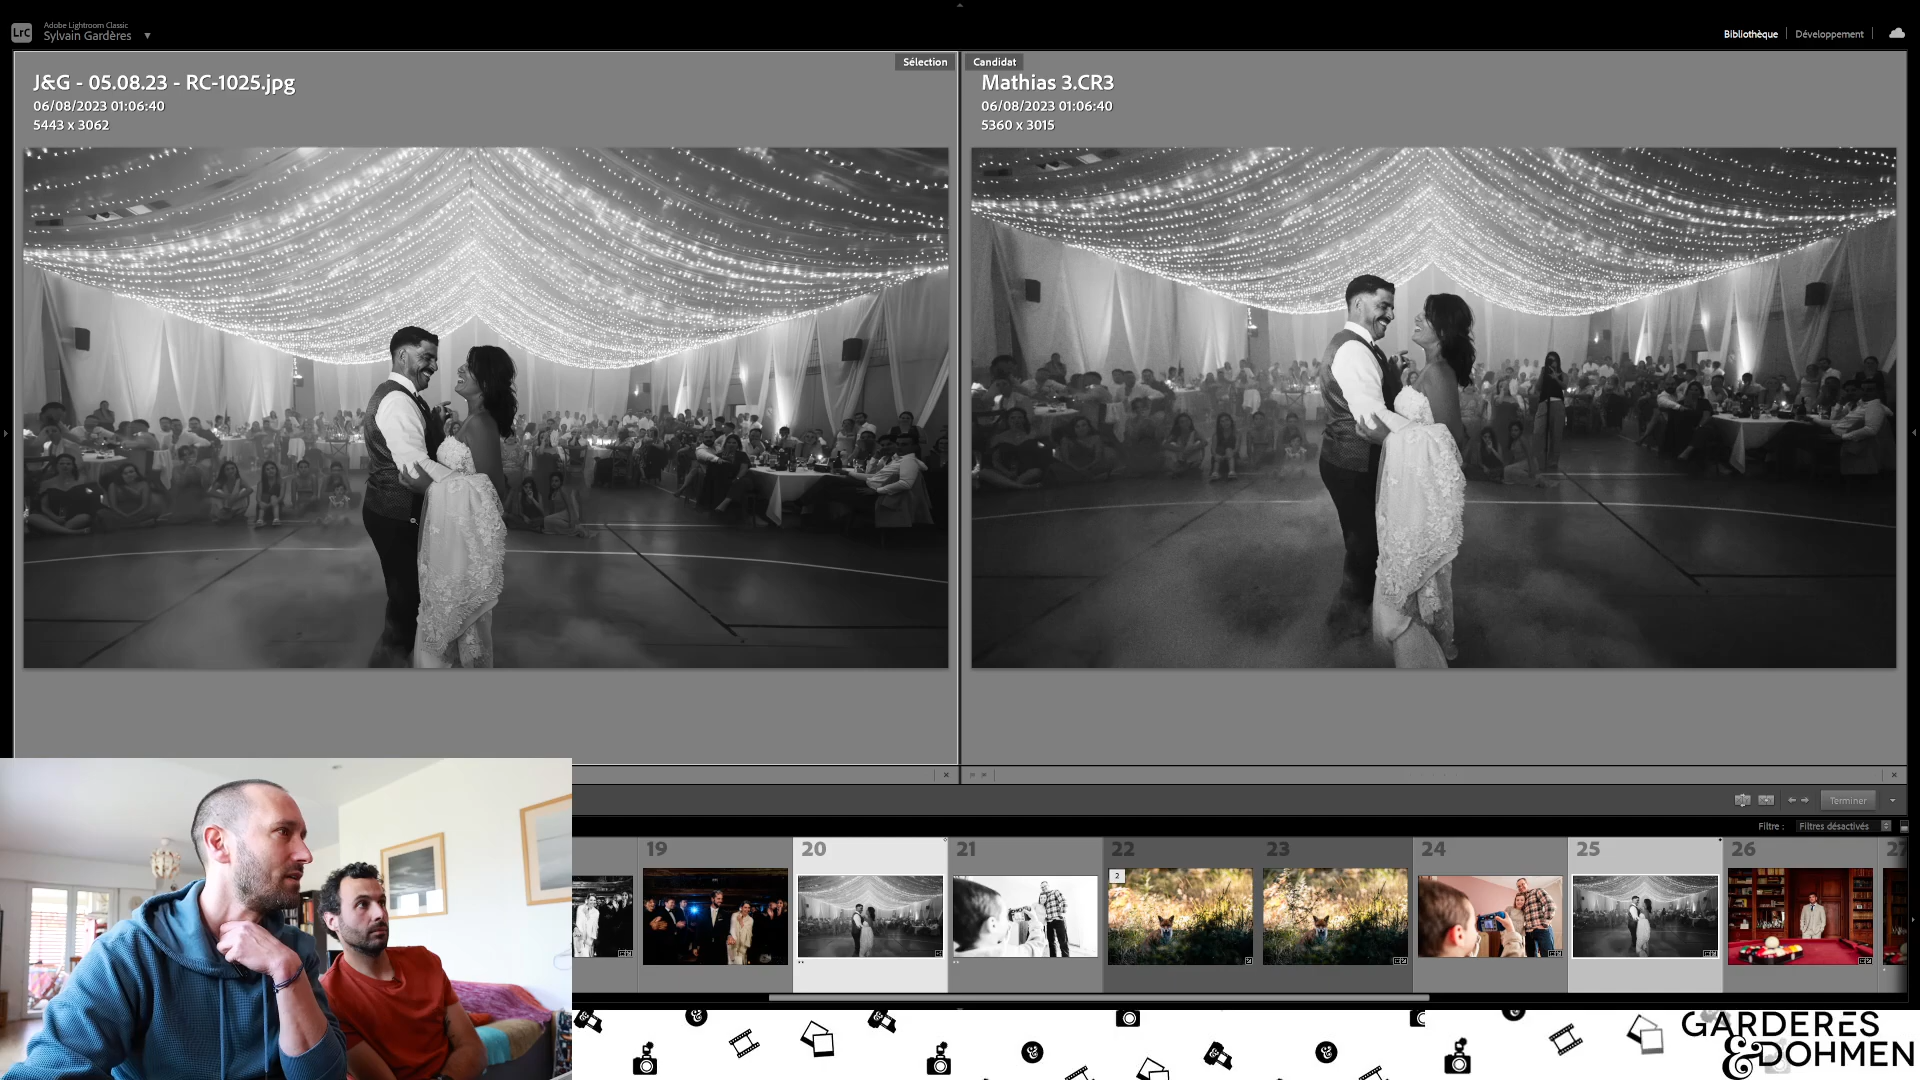 LrC
Adobe Lightroom Classic
Sylvain Gardères
Bibliothèque
Développement
Sélection
J&G - 05.08.23 - RC-1025.jpg
06/08/2023 01:06:40
5443 x 3062
Candidat
Mathias 3.CR3
06/08/2023 01:06:40
5360 x 3015
Terminer
Filtre :
Filtres désactivés
19
20
21
22
23
24
25
26
27
2
GARDERES
&DOHMEN